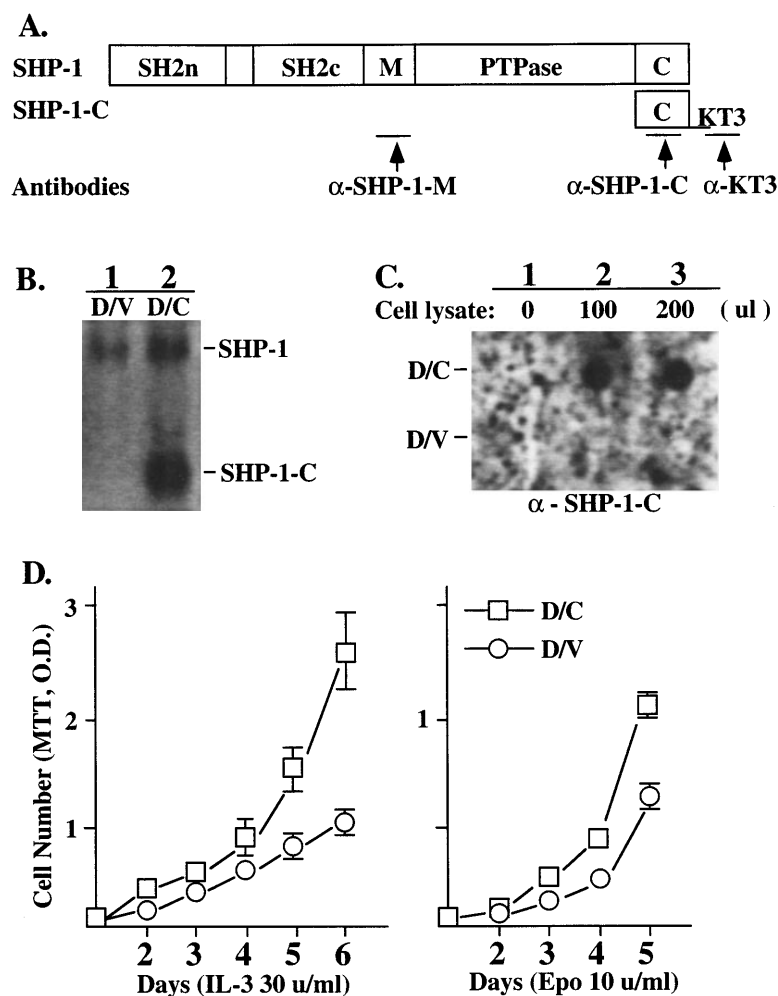 A.
SHP-1 SH2n SH2c M PTPase C
SHP-1-C C KT3
Antibodies α-SHP-1-M α-SHP-1-C α-KT3
B. 1 2
D/V D/C
-SHP-1
-SHP-1-C
C. 1 2 3
Cell lysate: 0 100 200 ( ul )
D/C-
D/V-
α - SHP-1-C
D.
Cell Number (MTT, O.D.)
3
2
1
2 3 4 5 6
Days (IL-3 30 u/ml)
D/C
D/V
1
2 3 4 5
Days (Epo 10 u/ml)